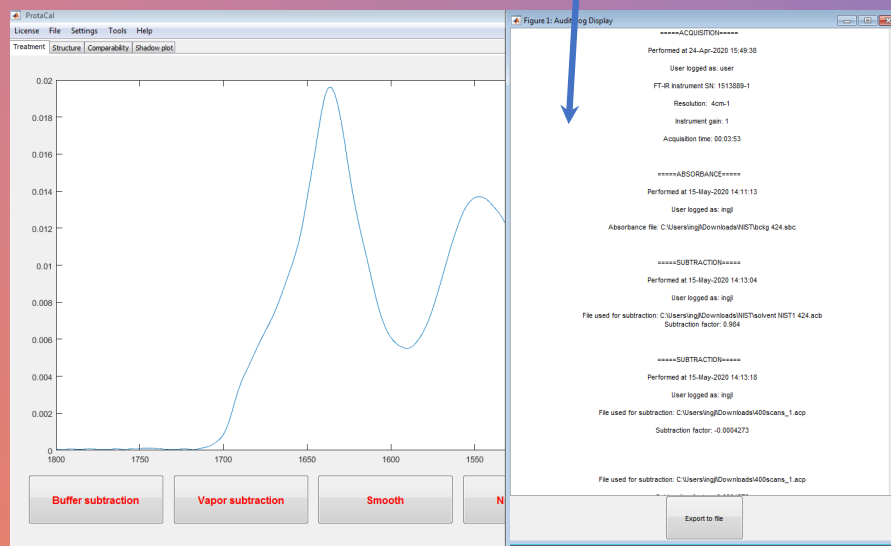 ProtaCal
License File Settings Tools Help
Treatment Structure Comparability Shadow plot
0.02
0.018
0.016
0.014
0.012
0.01
0.008
0.006
0.004
0.002
0
1800 1750 1700 1650 1600 1550
Buffer subtraction Vapor subtraction Smooth
Figure 1: Audit Log Display
=====ACQUISITION=====
Performed at 24-Apr-2020 15:49:38
User logged as: user
FT-IR Instrument SN: 1513889-1
Resolution: 4cm-1
Instrument gain: 1
Acquisition time: 00:03:53
=====ABSORBANCE=====
Performed at 15-May-2020 14:11:13
User logged as: ingjl
Absorbance file: C:\Users\ingjl\Downloads\NIST\bckg 424.sbc
=====SUBTRACTION=====
Performed at 15-May-2020 14:13:04
User logged as: ingjl
File used for subtraction: C:\Users\ingjl\Downloads\NIST\solvent NIST1 424.acb
Subtraction factor: 0.984
=====SUBTRACTION=====
Performed at 15-May-2020 14:13:18
User logged as: ingjl
File used for subtraction: C:\Users\ingjl\Downloads\400scans_1.acp
Subtraction factor: -0.0004273
File used for subtraction: C:\Users\ingjl\Downloads\400scans_1.acp
Export to file